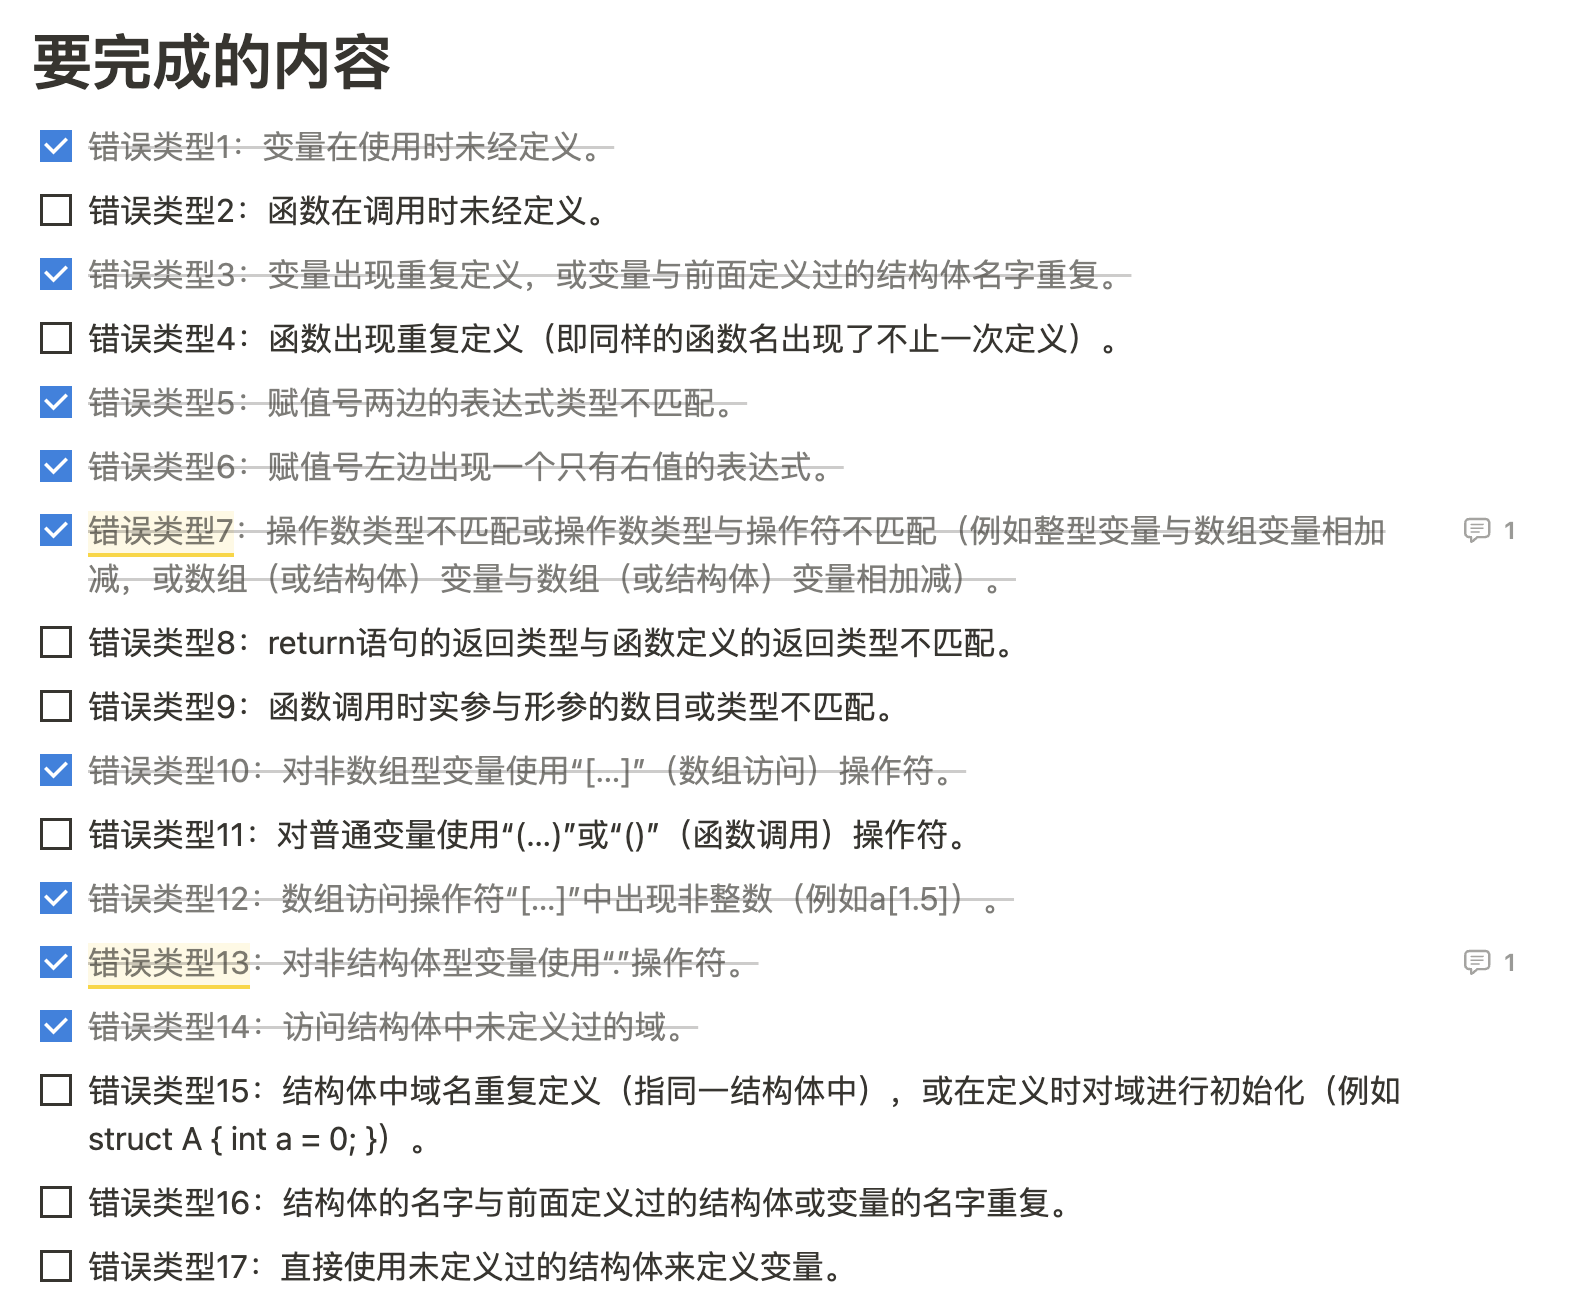 要完成的内容
错误类型1：变量在使用时未经定义。
错误类型2：函数在调用时未经定义。
错误类型3：变量出现重复定义，或变量与前面定义过的结构体名字重复。
错误类型4：函数出现重复定义（即同样的函数名出现了不止一次定义）。
错误类型5：赋值号两边的表达式类型不匹配。
错误类型6：赋值号左边出现一个只有右值的表达式。
错误类型7：操作数类型不匹配或操作数类型与操作符不匹配（例如整型变量与数组变量相加 1
减，或数组（或结构体）变量与数组（或结构体）变量相加减）。
错误类型8：return语句的返回类型与函数定义的返回类型不匹配。
错误类型9：函数调用时实参与形参的数目或类型不匹配。
错误类型10：对非数组型变量使用“[…]”（数组访问）操作符。
错误类型11：对普通变量使用“(…)”或“()”（函数调用）操作符。
错误类型12：数组访问操作符“[…]”中出现非整数（例如a[1.5]）。
错误类型13：对非结构体型变量使用“.”操作符。 1
错误类型14：访问结构体中未定义过的域。
错误类型15：结构体中域名重复定义（指同一结构体中），或在定义时对域进行初始化（例如
struct A { int a = 0; }）。
错误类型16：结构体的名字与前面定义过的结构体或变量的名字重复。
错误类型17：直接使用未定义过的结构体来定义变量。